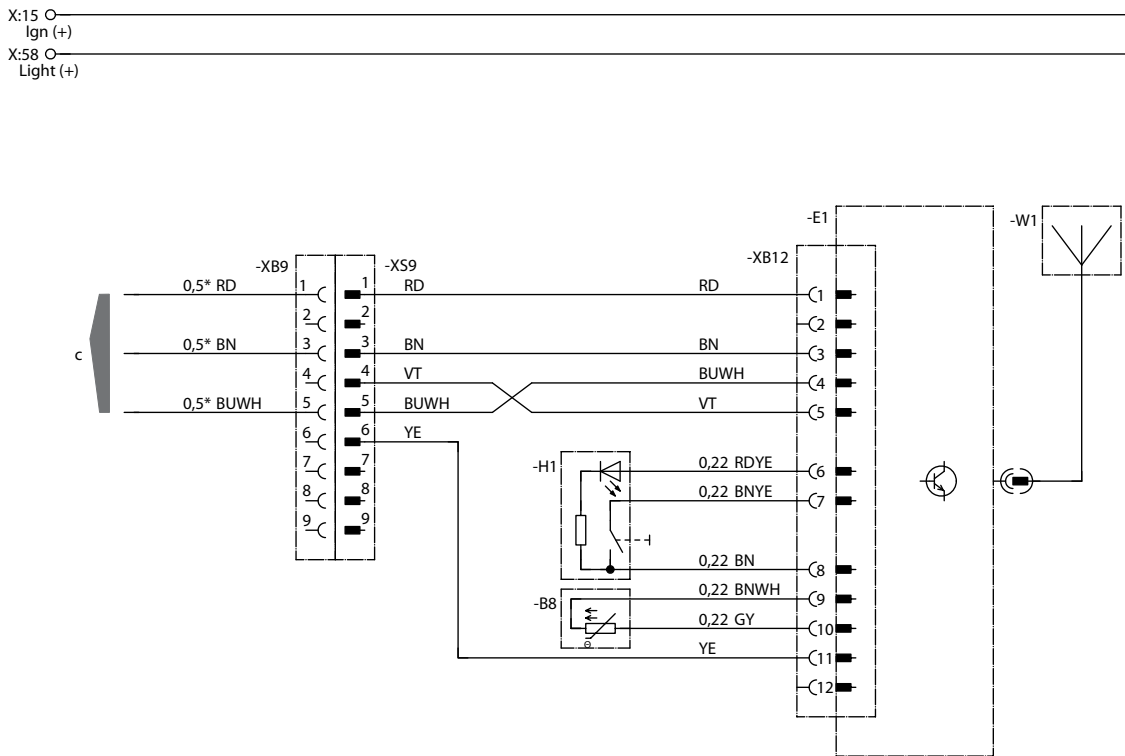 X:15
Ign (+)
X:58
Light (+)
-E1
-W1
-XB9
-XS9
-XB12
0,5* RD
1
1
RD
RD
1
2
2
2
c
0,5* BN
3
3
BN
BN
3
4
4
VT
BUWH
4
0,5* BUWH
5
5
BUWH
VT
5
6
6
YE
-H1
0,22 RDYE
6
7
7
0,22 BNYE
7
8
8
9
9
0,22 BN
8
-B8
0,22 BNWH
9
0,22 GY
10
Θ
YE
11
12